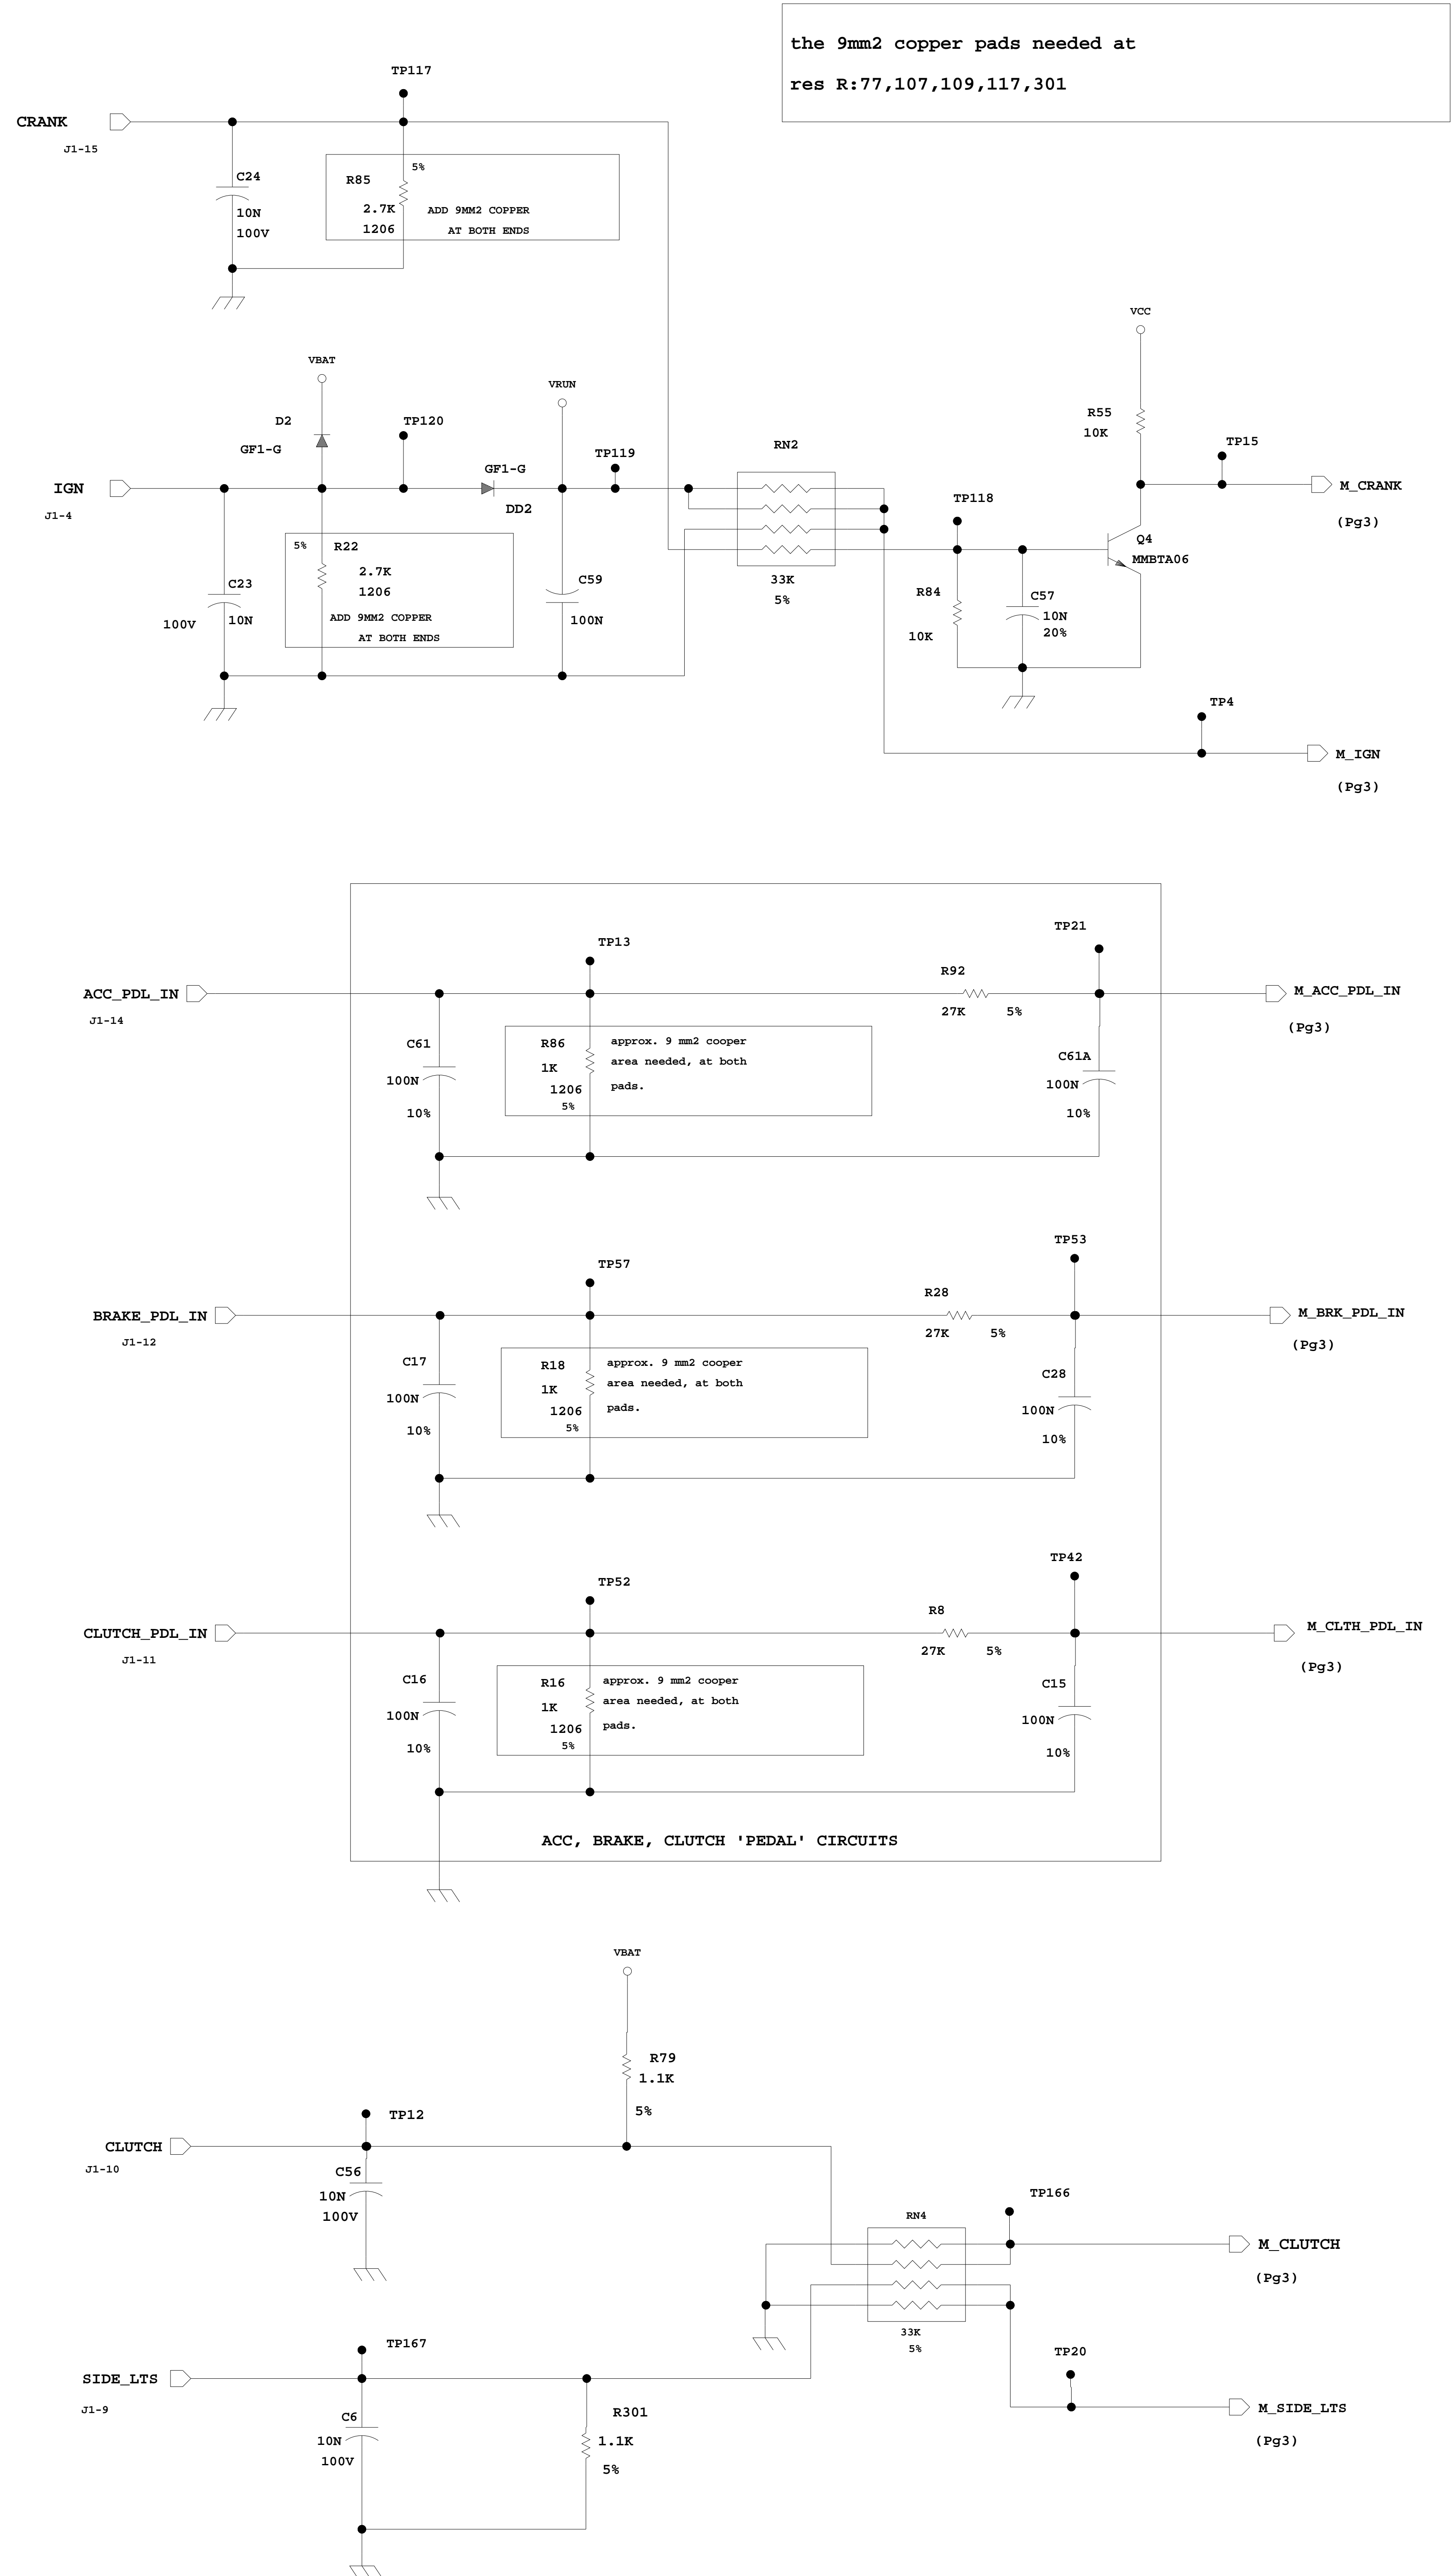 the 9mm2 copper pads needed at
res R:77,107,109,117,301
TP117
CRANK
J1-15
5%
C24
R85
10N
2.7K
ADD 9MM2 COPPER
100V
1206
AT BOTH ENDS
VCC
VBAT
VRUN
D2
TP120
R55
GF1-G
10K
TP15
RN2
TP119
GF1-G
IGN
M_CRANK
J1-4
DD2
TP118
(Pg3)
5%
R22
Q4
2.7K
C59
MMBTA06
C23
1206
33K
R84
C57
100V
10N
ADD 9MM2 COPPER
100N
5%
10N
AT BOTH ENDS
10K
20%
TP4
M_IGN
(Pg3)
TP13
TP21
R92
ACC_PDL_IN
M_ACC_PDL_IN
J1-14
27K
5%
(Pg3)
C61
R86
approx. 9 mm2 cooper
C61A
1K
area needed, at both
100N
1206
pads.
100N
10%
5%
10%
TP57
TP53
R28
BRAKE_PDL_IN
M_BRK_PDL_IN
J1-12
27K
5%
(Pg3)
C17
R18
approx. 9 mm2 cooper
C28
1K
area needed, at both
100N
1206
pads.
100N
10%
5%
10%
TP52
TP42
R8
CLUTCH_PDL_IN
M_CLTH_PDL_IN
J1-11
27K
5%
(Pg3)
C16
R16
approx. 9 mm2 cooper
C15
1K
area needed, at both
100N
1206
pads.
100N
10%
5%
10%
ACC, BRAKE, CLUTCH 'PEDAL' CIRCUITS
VBAT
R79
1.1K
5%
TP12
CLUTCH
J1-10
C56
10N
100V
TP166
RN4
M_CLUTCH
(Pg3)
33K
5%
TP167
TP20
SIDE_LTS
J1-9
M_SIDE_LTS
C6
R301
10N
1.1K
(Pg3)
100V
5%